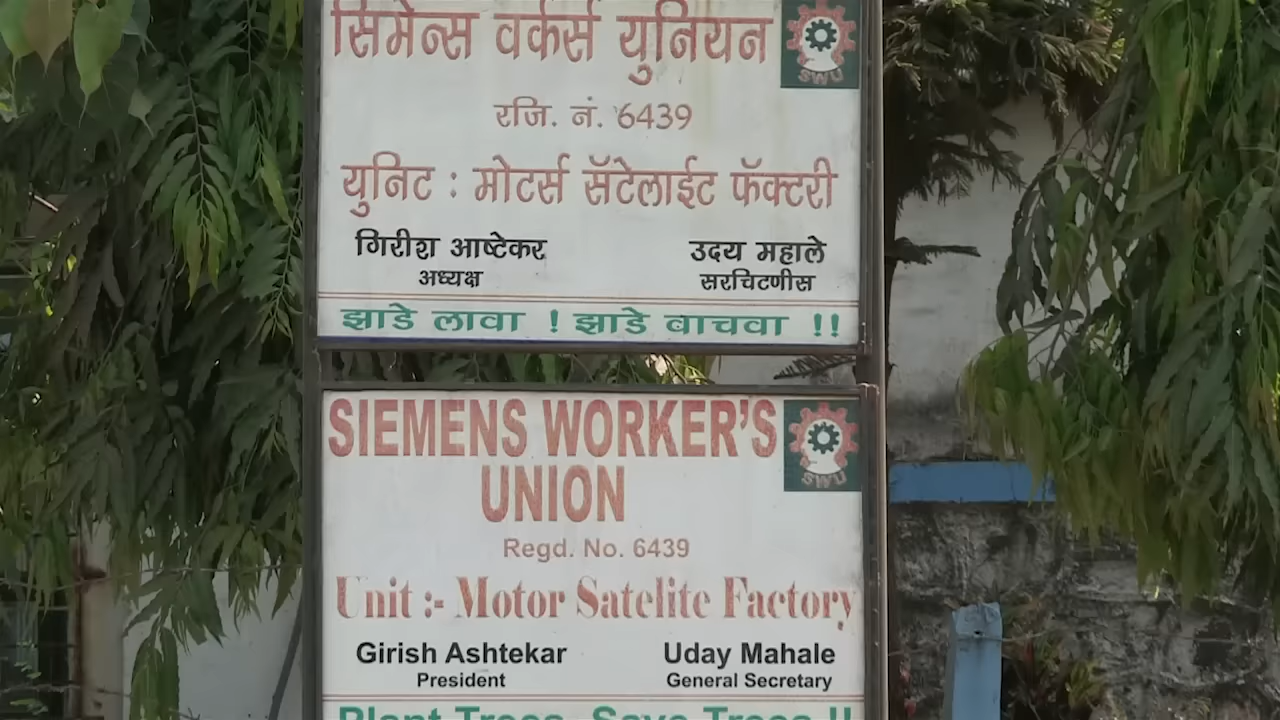 सिमेन्स वर्कर्स युनियन
SWU
रजि. नं. 6439
युनिट : मोटर्स सॅटेलाईट फॅक्टरी
गिरीश आष्टेकर
अध्यक्ष
उदय महाले
सरचिटणीस
झाडे लावा ! झाडे वाचवा !!
SIEMENS WORKER'S
UNION
SWU
Regd. No. 6439
Unit :- Motor Satelite Factory
Girish Ashtekar
President
Uday Mahale
General Secretary
Plant Trees, Save Trees !!